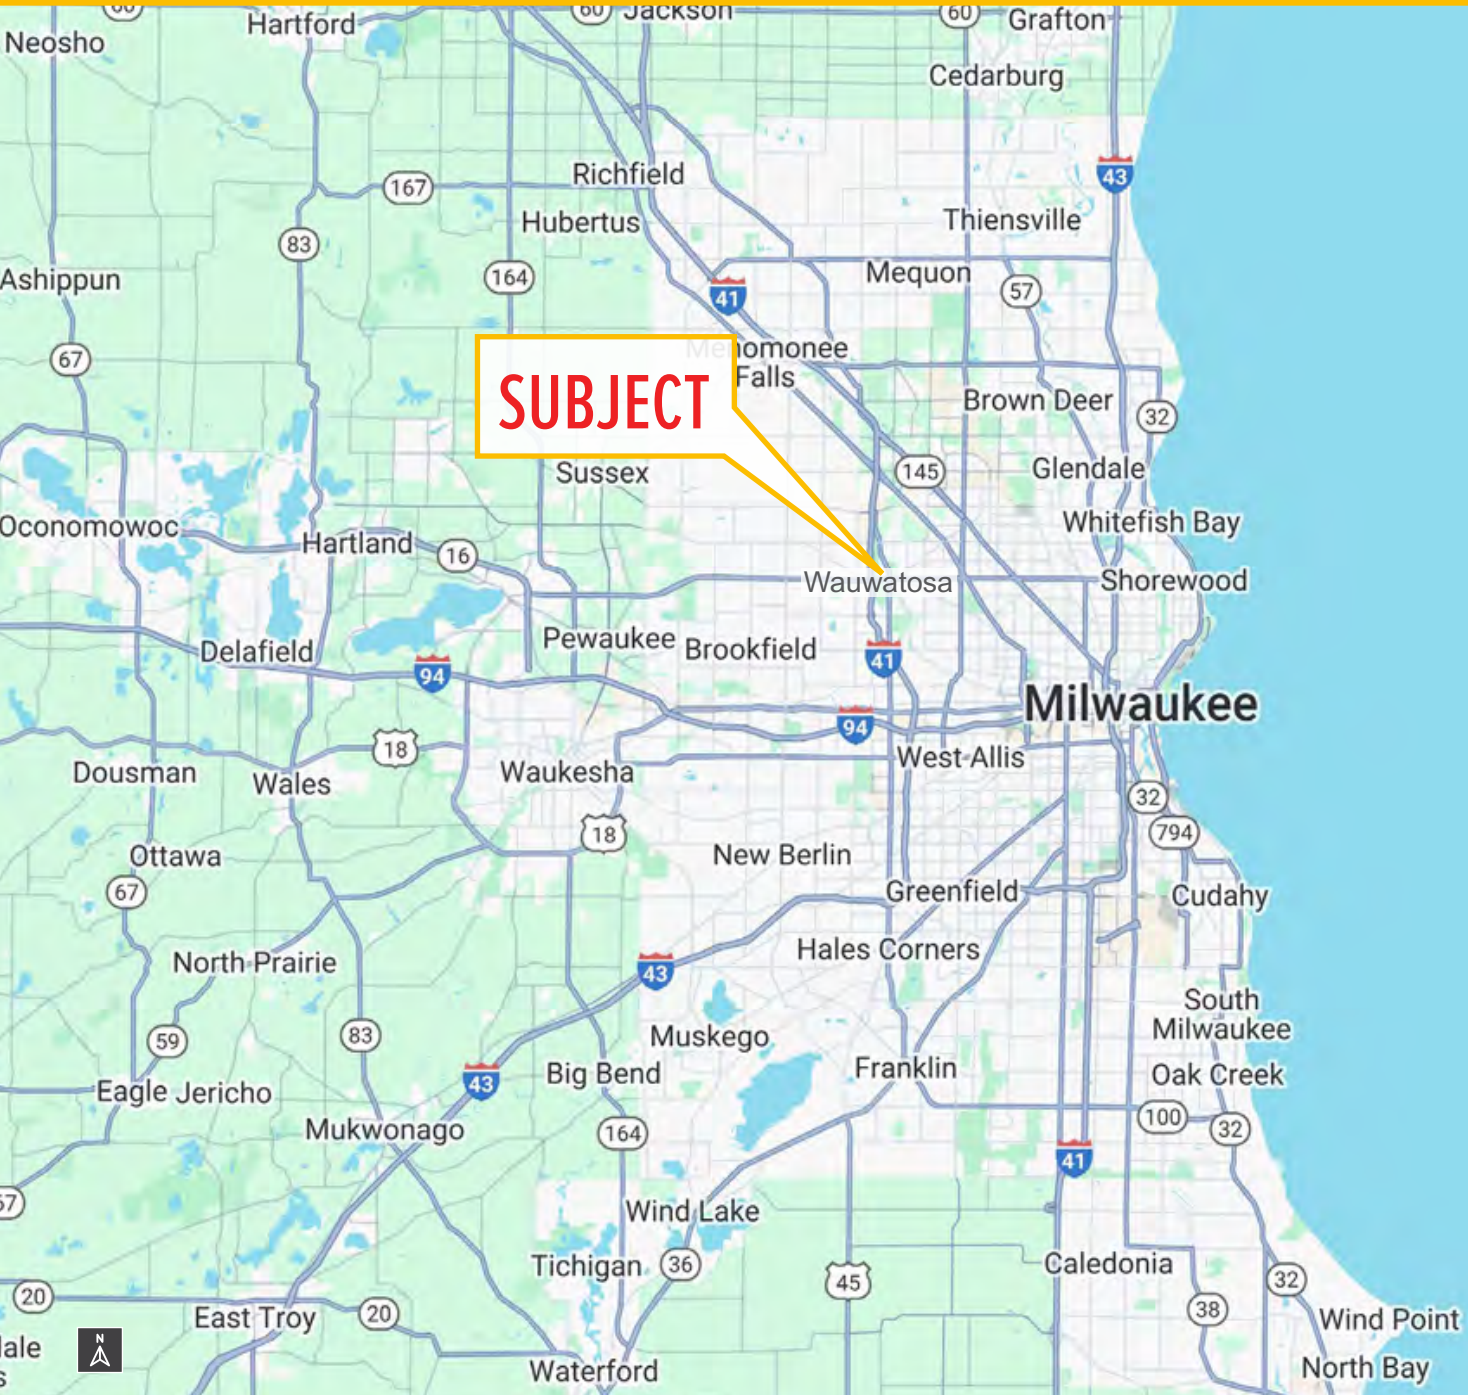 60
60
Jackson
60
Hartford
Grafton
Neosho
Cedarburg
43
Richfield
167
Hubertus
Thiensville
83
164
Mequon
Ashippun
57
41
Menomonee
Falls
67
SUBJECT
Brown Deer
32
Sussex
145
Glendale
Oconomowoc
Whitefish Bay
Hartland
16
Wauwatosa
Shorewood
Pewaukee
Brookfield
Delafield
94
41
Milwaukee
94
18
West Allis
Dousman
Wales
Waukesha
32
18
794
Ottawa
New Berlin
67
Greenfield
Cudahy
Hales Corners
North Prairie
43
South
Milwaukee
59
83
Muskego
Franklin
Big Bend
Oak Creek
43
Eagle
Jericho
100
Mukwonago
164
32
41
67
Wind Lake
Tichigan
36
Caledonia
45
32
20
East Troy
20
38
Wind Point
N
Waterford
North Bay